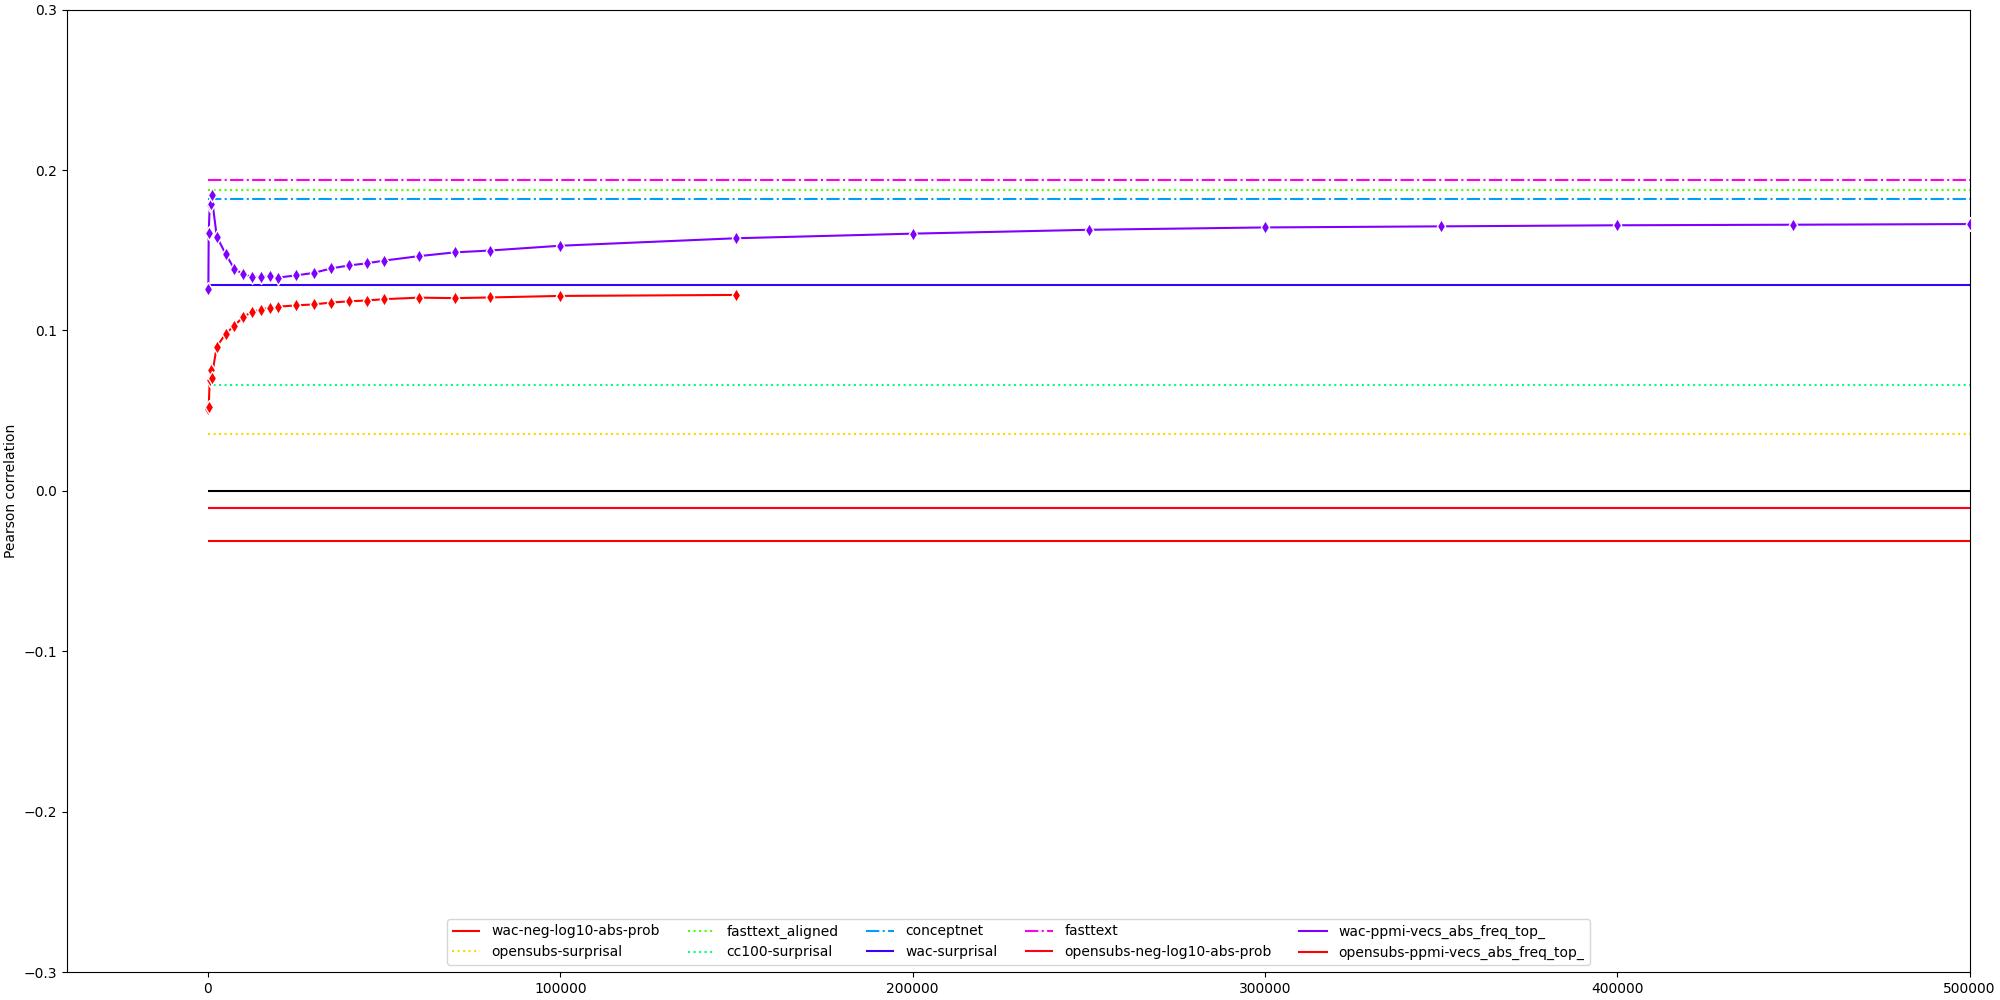 0.3
0.2
0.1
0.0
−0.1
−0.2
−0.3
Pearson correlation
wac-neg-log10-abs-prob
opensubs-surprisal
fasttext_aligned
cc100-surprisal
conceptnet
wac-surprisal
fasttext
opensubs-neg-log10-abs-prob
wac-ppmi-vecs_abs_freq_top_
opensubs-ppmi-vecs_abs_freq_top_
0 100000 200000 300000 400000 500000